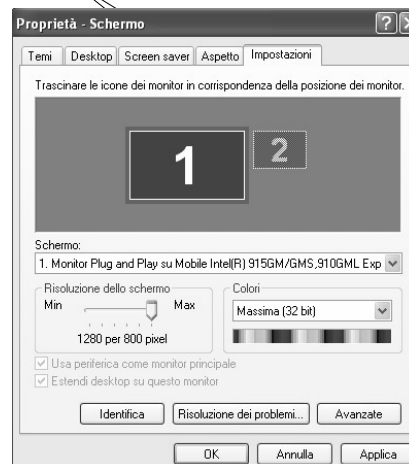 Proprietà - Schermo
Temi Desktop Screen saver Aspetto Impostazioni
Trascinare le icone dei monitor in corrispondenza della posizione dei monitor.
1 2
Schermo:
1. Monitor Plug and Play su Mobile Intel(R) 915GM/GMS,910GML Exp
Risoluzione dello schermo
Min Max
1280 per 800 pixel
Colori
Massima (32 bit)
Usa periferica come monitor principale
Estendi desktop su questo monitor
Identifica Risoluzione dei problemi... Avanzate
OK Annulla Applica